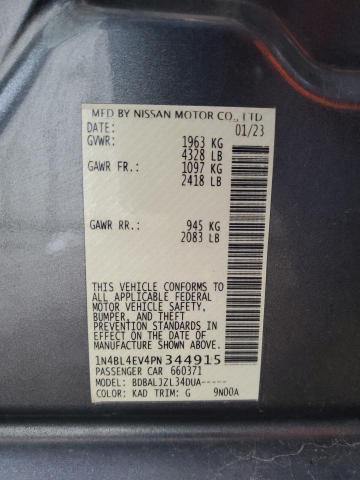 MFD BY NISSAN MOTOR CO., LTD
DATE: 01/23
GVWR: 1963 KG
4328 LB
GAWR FR.: 1097 KG
2418 LB
GAWR RR.: 945 KG
2083 LB
THIS VEHICLE CONFORMS TO
ALL APPLICABLE FEDERAL
MOTOR VEHICLE SAFETY,
BUMPER, AND THEFT
PREVENTION STANDARDS IN
EFFECT ON THE DATE OF
MANUFACTURE SHOWN ABOVE.
1N4BL4EV4PN344915
PASSENGER CAR 660371
MODEL: BDBALJZL34DUA-----
COLOR: KAD TRIM: G 9N00A